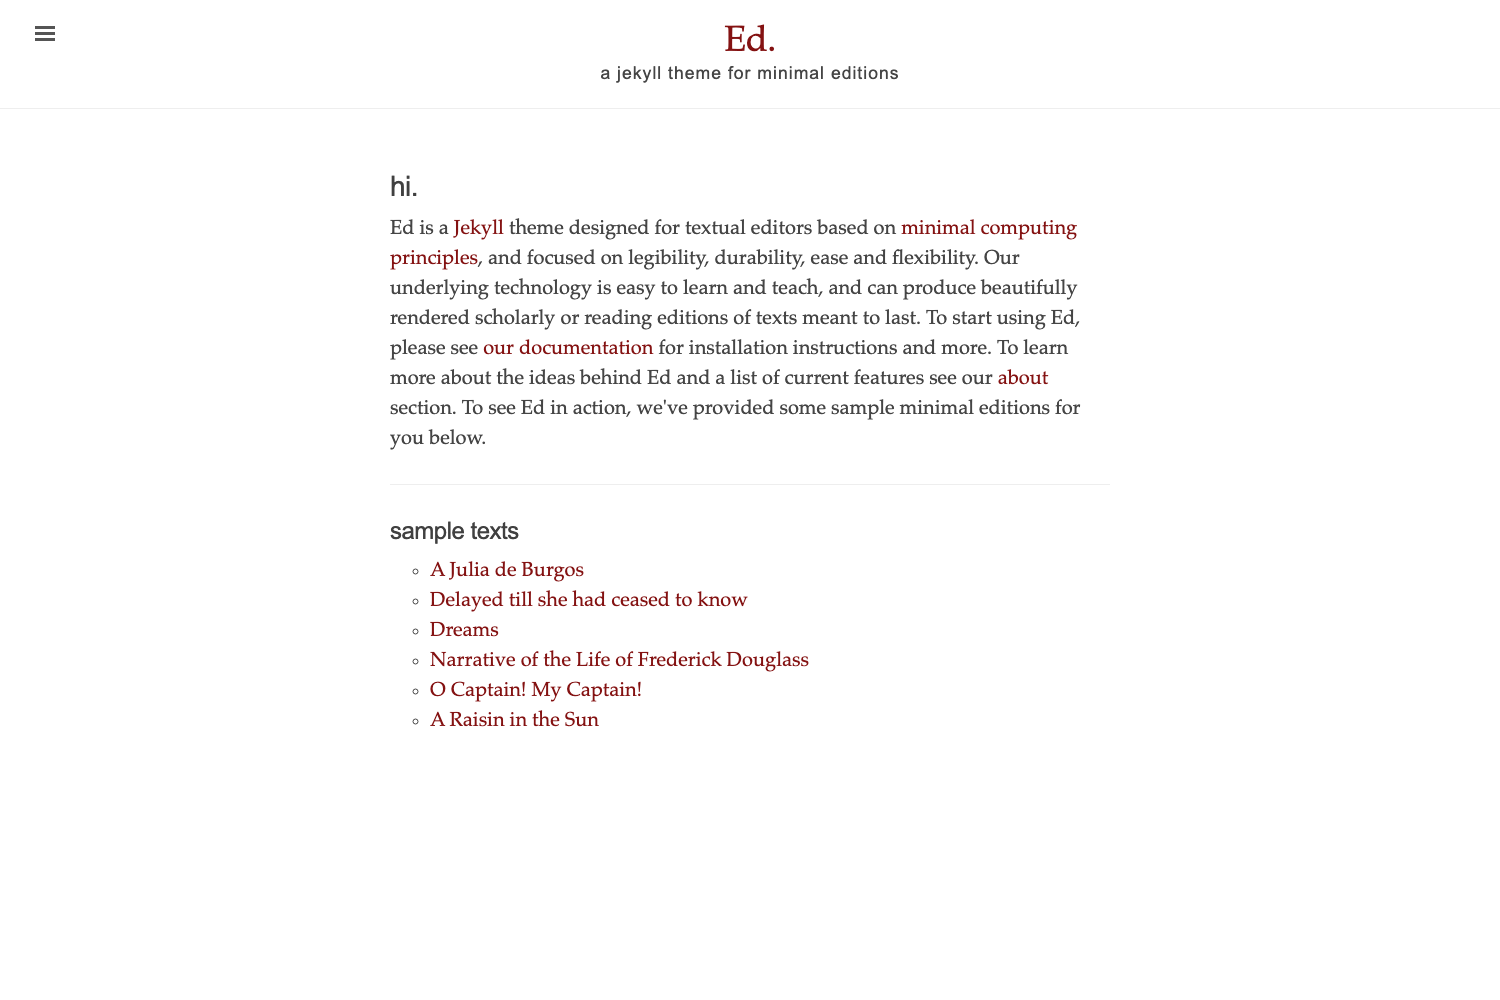 Ed.
a jekyll theme for minimal editions
hi.
Ed is a Jekyll theme designed for textual editors based on minimal computing
principles, and focused on legibility, durability, ease and flexibility. Our
underlying technology is easy to learn and teach, and can produce beautifully
rendered scholarly or reading editions of texts meant to last. To start using Ed,
please see our documentation for installation instructions and more. To learn
more about the ideas behind Ed and a list of current features see our about
section. To see Ed in action, we've provided some sample minimal editions for
you below.
sample texts
A Julia de Burgos
Delayed till she had ceased to know
Dreams
Narrative of the Life of Frederick Douglass
O Captain! My Captain!
A Raisin in the Sun